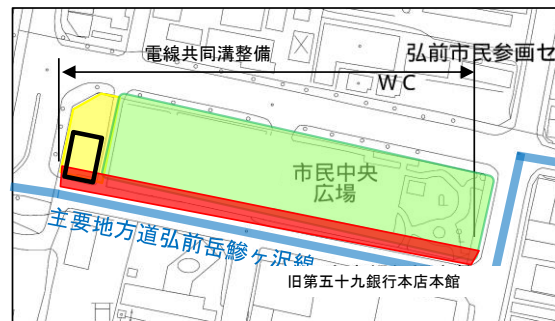 電線共同溝整備
弘前市民参画セ
WC
市民中央
広場
主要地方道弘前岳鰺ヶ沢線
旧第五十九銀行本店本館